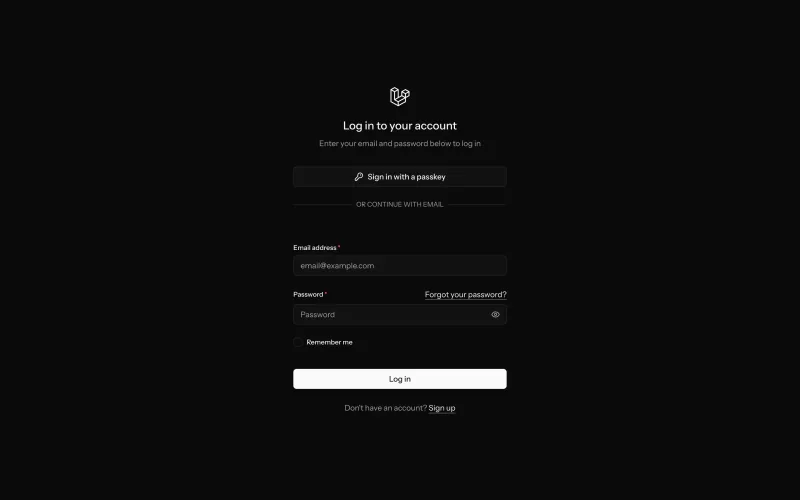 Log in to your account
Enter your email and password below to log in
Sign in with a passkey
OR CONTINUE WITH EMAIL
Email address *
email@example.com
Password * Forgot your password?
Password
Remember me
Log in
Don't have an account? Sign up